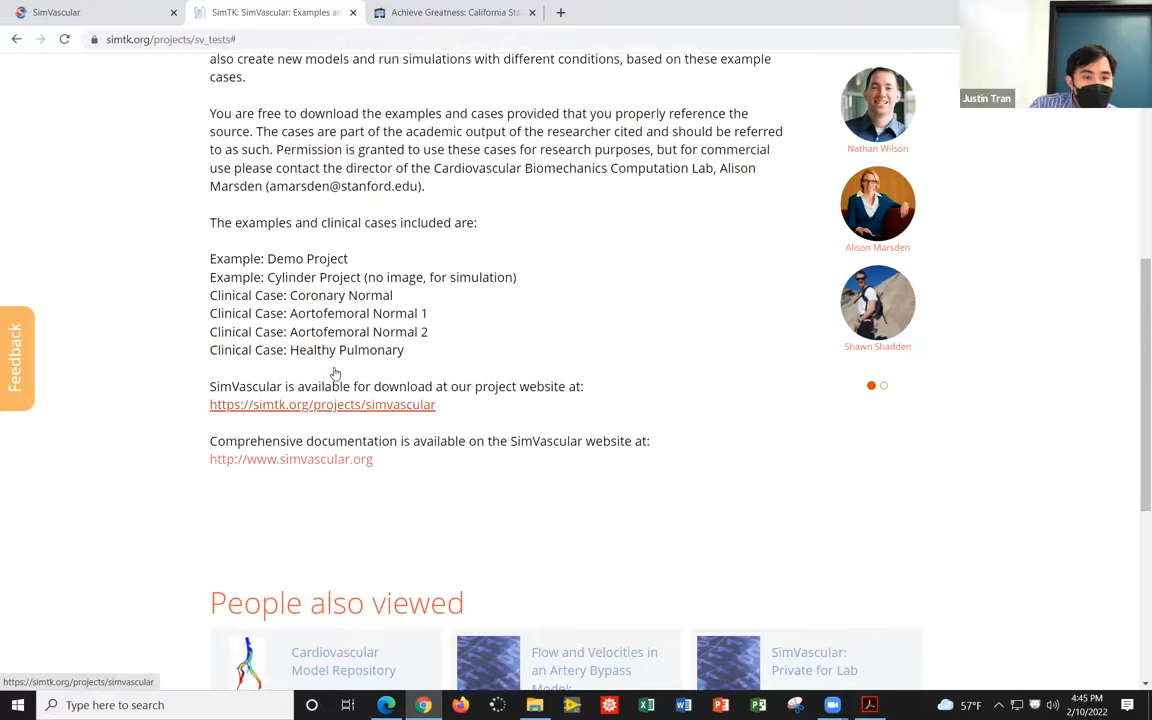 SimVascular
SimTK: SimVascular: Examples an
Achieve Greatness: California Sta
simtk.org/projects/sv_tests#
also create new models and run simulations with different conditions, based on these example
cases.
You are free to download the examples and cases provided that you properly reference the
source. The cases are part of the academic output of the researcher cited and should be referred
to as such. Permission is granted to use these cases for research purposes, but for commercial
use please contact the director of the Cardiovascular Biomechanics Computation Lab, Alison
Marsden (amarsden@stanford.edu).
The examples and clinical cases included are:
Example: Demo Project
Example: Cylinder Project (no image, for simulation)
Clinical Case: Coronary Normal
Clinical Case: Aortofemoral Normal 1
Clinical Case: Aortofemoral Normal 2
Clinical Case: Healthy Pulmonary
SimVascular is available for download at our project website at:
https://simtk.org/projects/simvascular
Comprehensive documentation is available on the SimVascular website at:
http://www.simvascular.org
Nathan Wilson
Alison Marsden
Shawn Shadden
Justin Tran
Feedback
People also viewed
Cardiovascular
Model Repository
Flow and Velocities in
an Artery Bypass
Model:
SimVascular:
Private for Lab
https://simtk.org/projects/simvascular
Type here to search
57°F
4:45 PM
2/10/2022